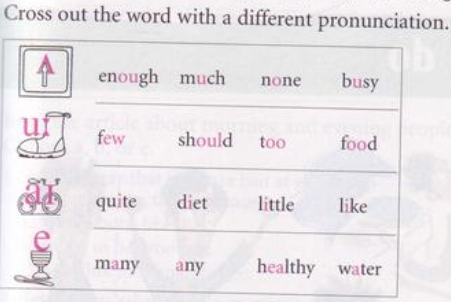 Cross out the word with a different pronunciation.
ʌ enough much none busy
uː few should too food
aɪ quite diet little like
e many any healthy water